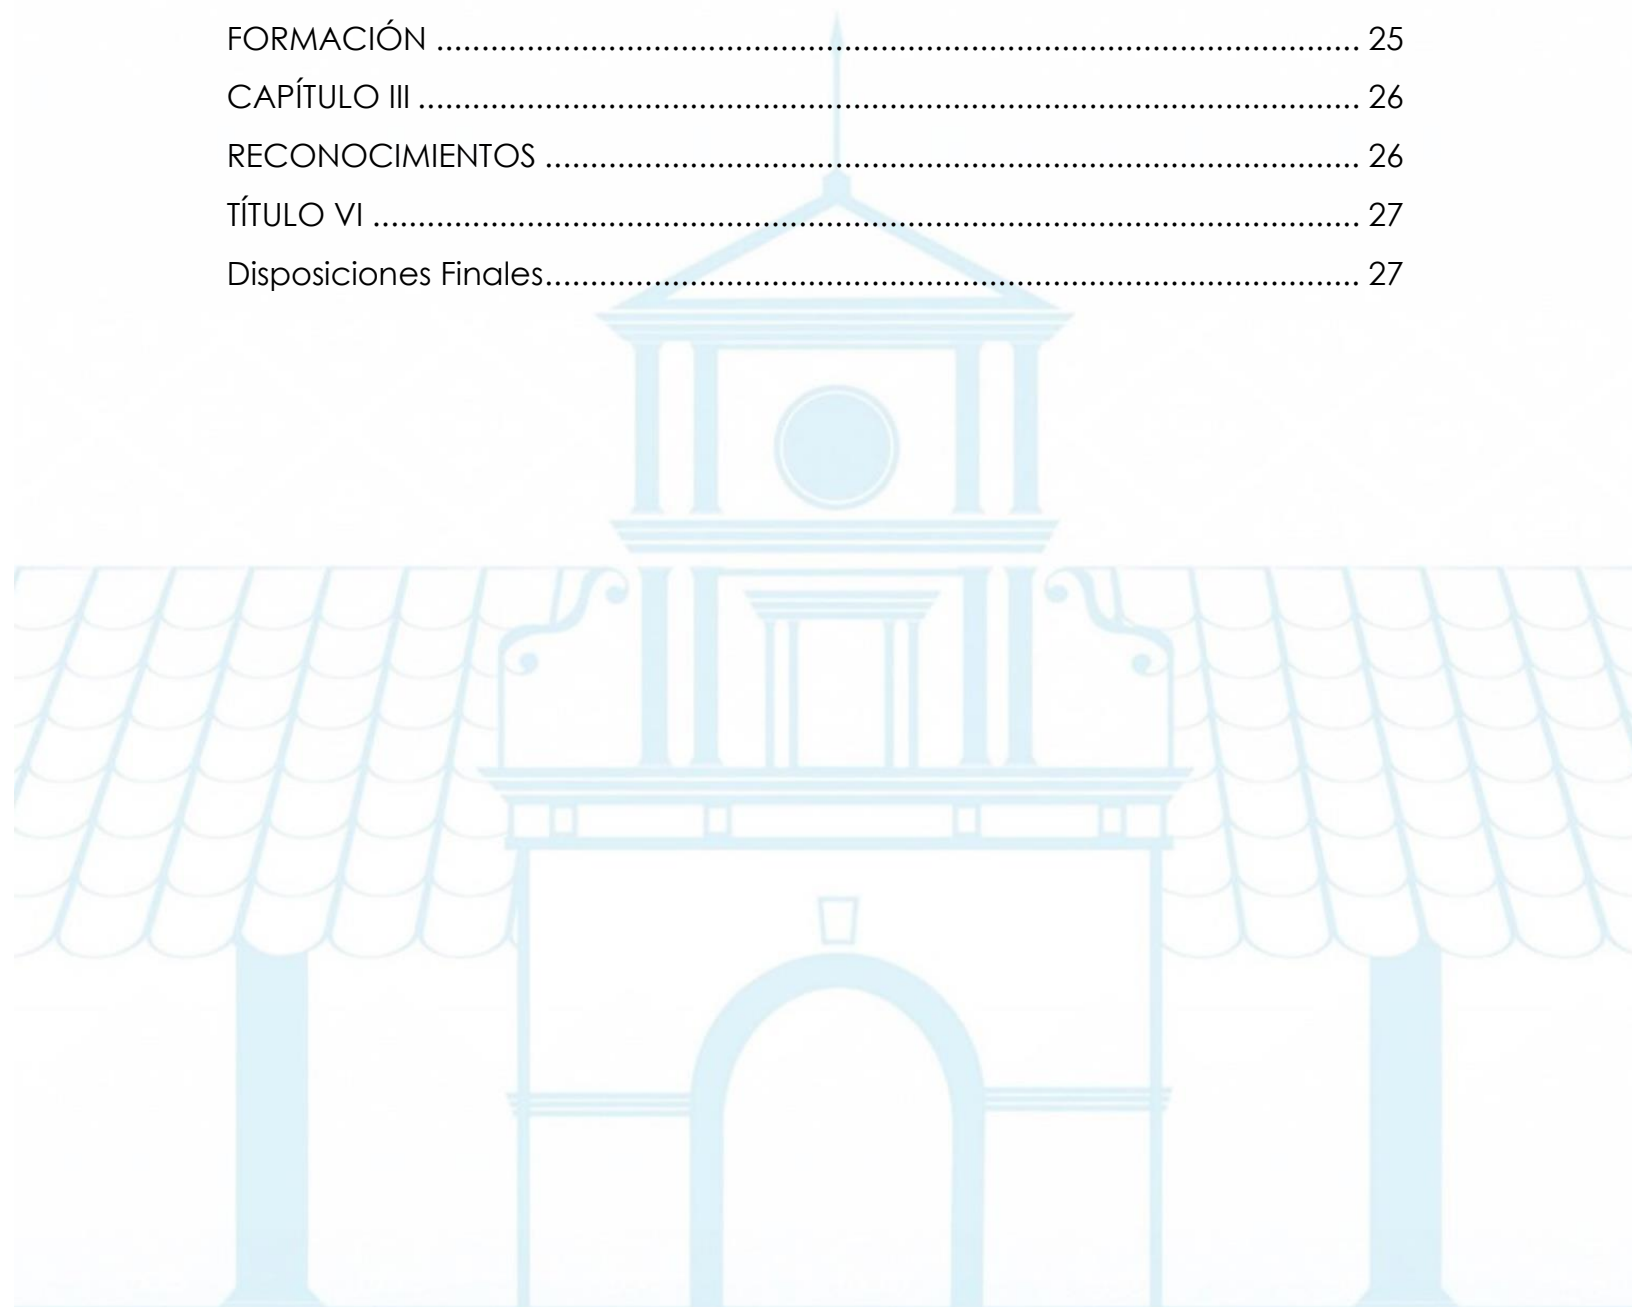 FORMACIÓN ........................................................................................................ 25
CAPÍTULO III .......................................................................................................... 26
RECONOCIMIENTOS ............................................................................................ 26
TÍTULO VI ............................................................................................................... 27
Disposiciones Finales............................................................................................ 27